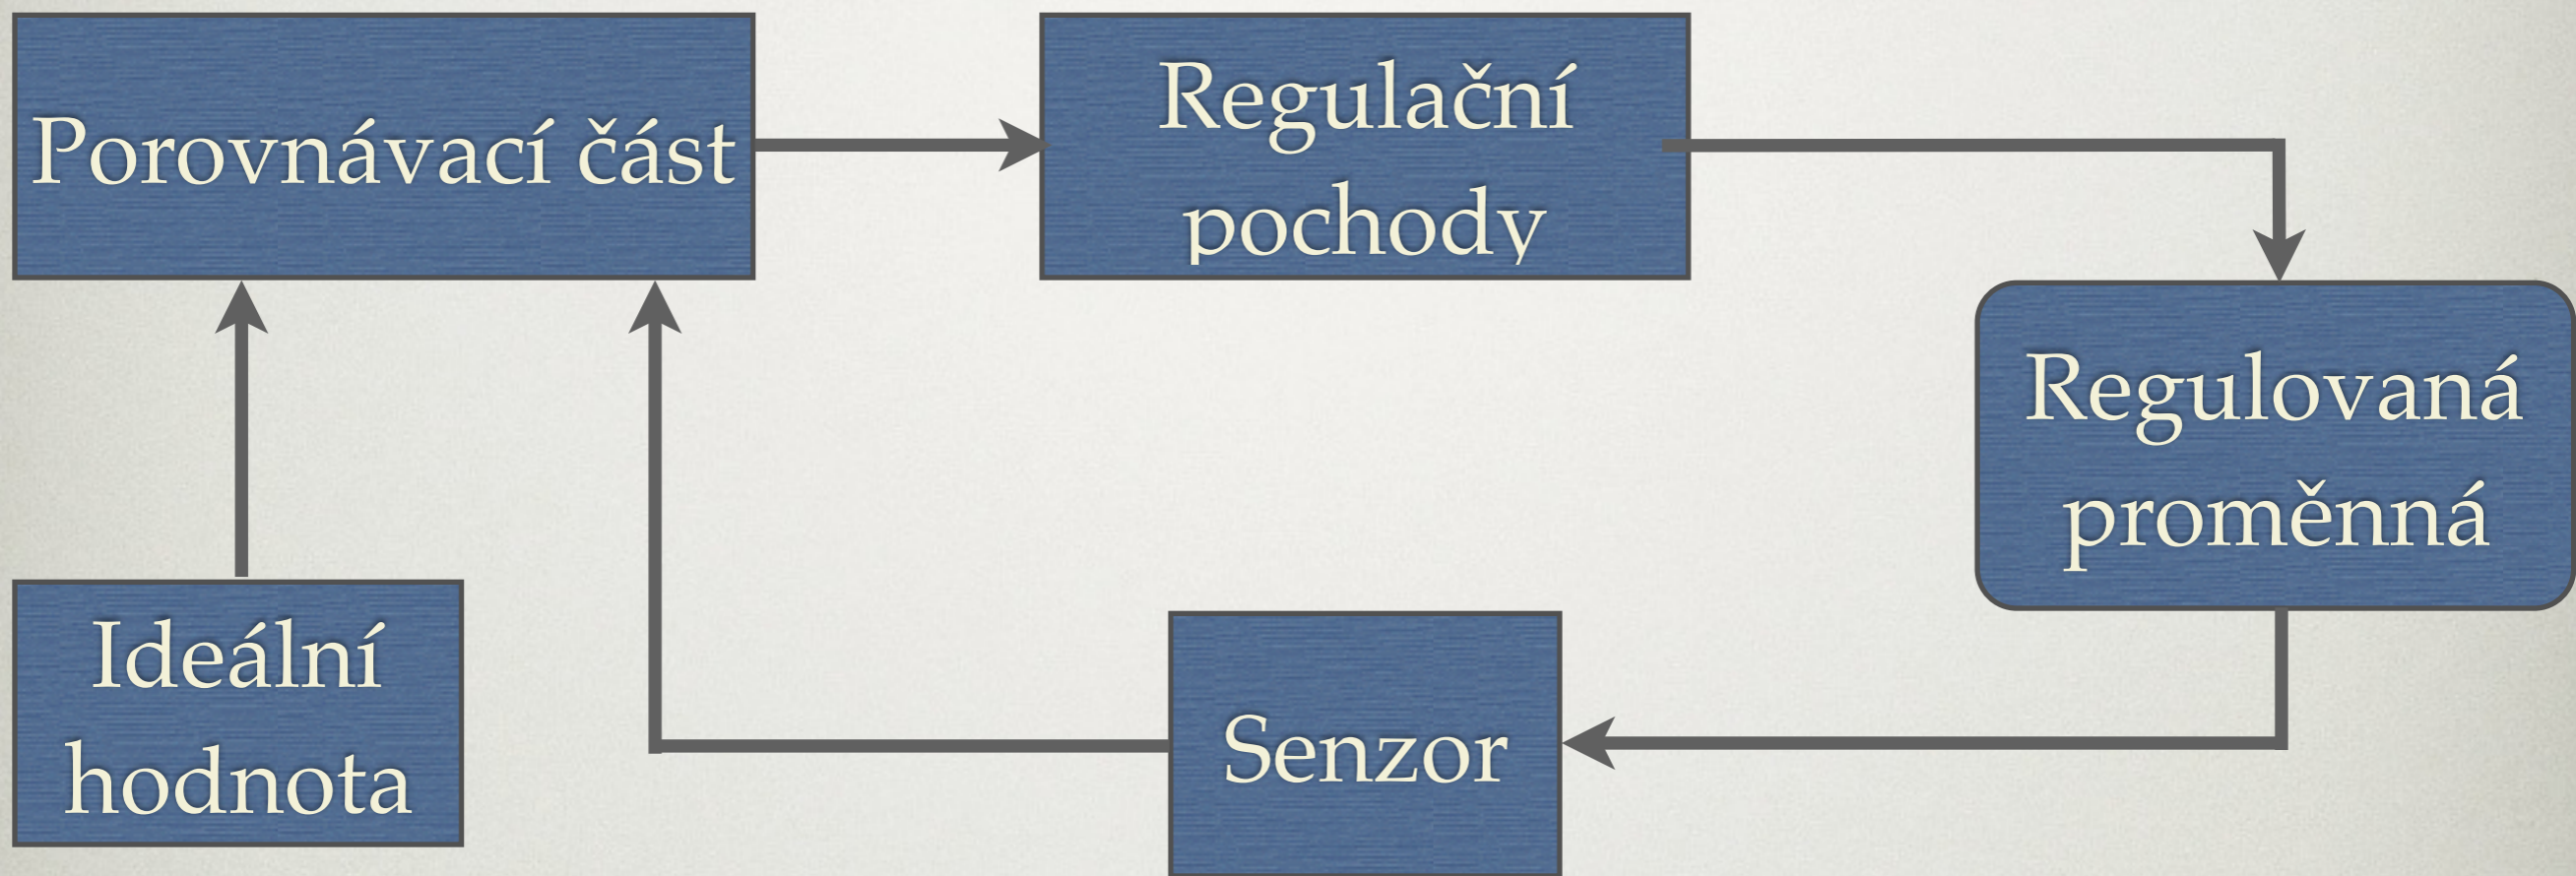 Porovnávací část
Regulační
pochody
Regulovaná
proměnná
Ideální
hodnota
Senzor